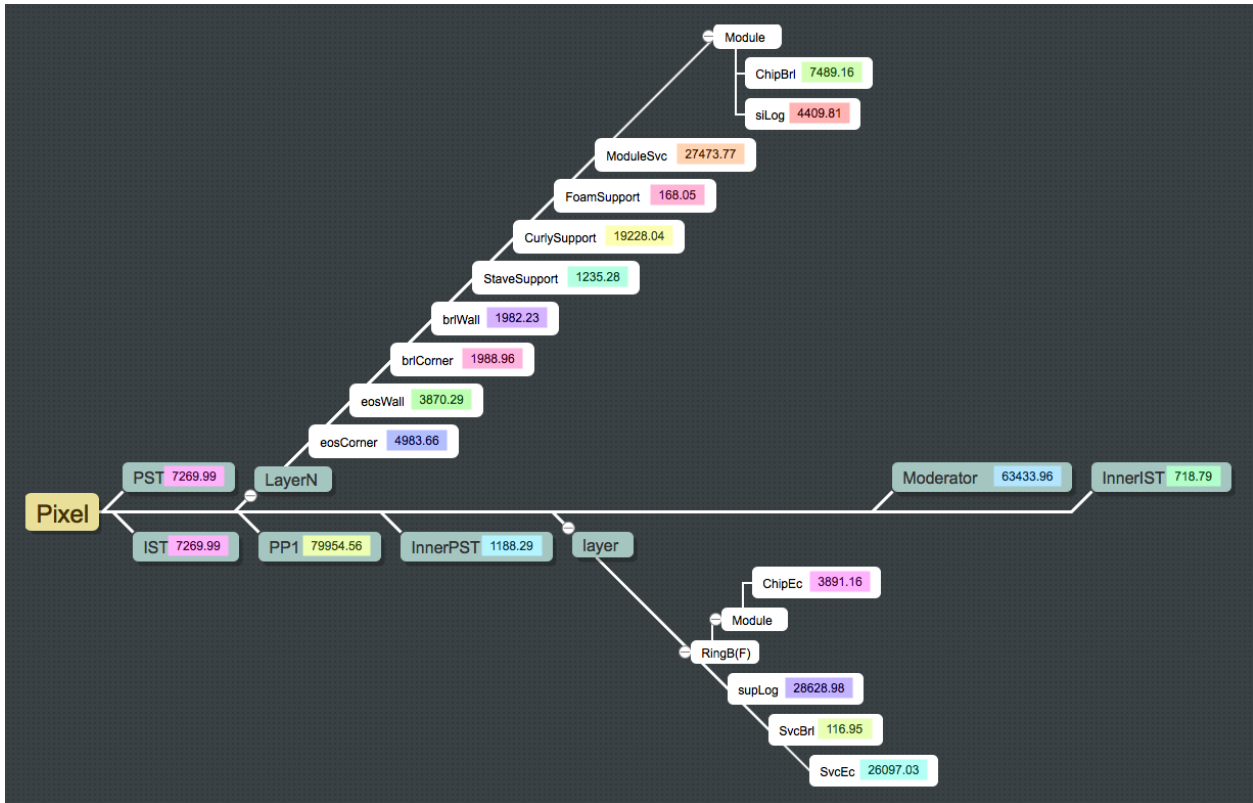 Module
ChipBrl 7489.16
siLog 4409.81
ModuleSvc 27473.77
FoamSupport 168.05
CurlySupport 19228.04
StaveSupport 1235.28
brlWall 1982.23
brlCorner 1988.96
eosWall 3870.29
eosCorner 4983.66
PST 7269.99
LayerN
Moderator 63433.96
InnerIST 718.79
Pixel
IST 7269.99
PP1 79954.56
InnerPST 1188.29
layer
ChipEc 3891.16
Module
RingB(F)
supLog 28628.98
SvcBrl 116.95
SvcEc 26097.03